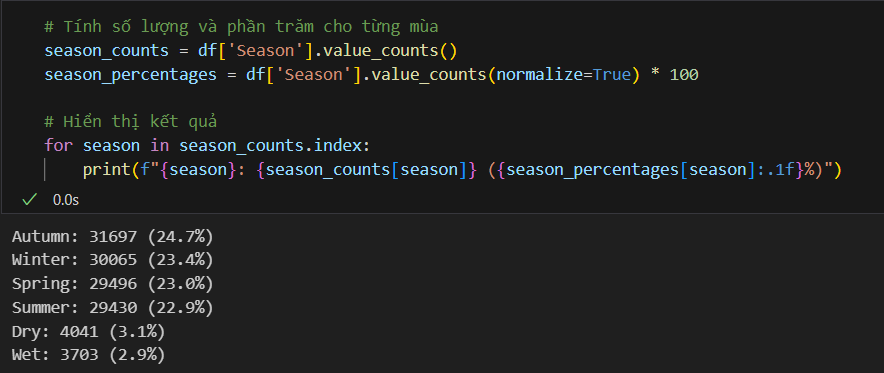 # Tính số lượng và phần trăm cho từng mùa
season_counts = df['Season'].value_counts()
season_percentages = df['Season'].value_counts(normalize=True) * 100
# Hiển thị kết quả
for season in season_counts.index:
    print(f"{season}: {season_counts[season]} ({season_percentages[season]:.1f}%)")
0.0s
Autumn: 31697 (24.7%)
Winter: 30065 (23.4%)
Spring: 29496 (23.0%)
Summer: 29430 (22.9%)
Dry: 4041 (3.1%)
Wet: 3703 (2.9%)